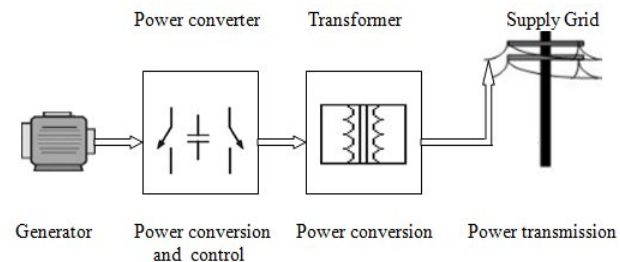 Power converter
Transformer
Supply Grid
Generator
Power conversion
and control
Power conversion
Power transmission